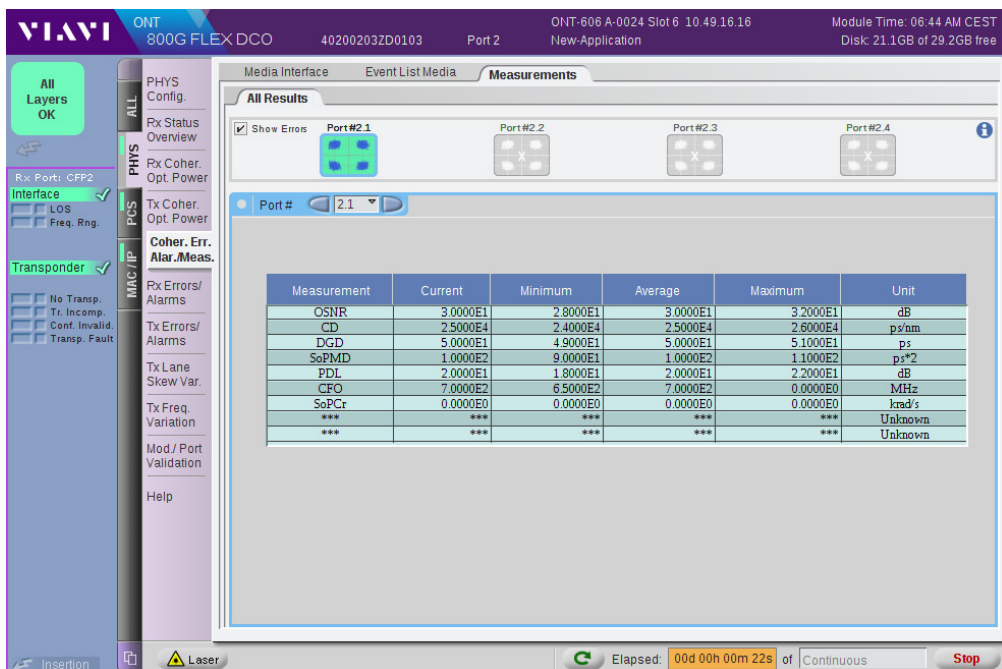 VIAVI
ONT
800G FLEX DCO 40200203ZD0103 Port 2
ONT-606 A-0024 Slot 6 10.49.16.16
New-Application
Module Time: 06:44 AM CEST
Disk: 21.1GB of 29.2GB free
All
Layers
OK
Rx Port: CFP2
Interface
LOS
Freq. Rng.
Transponder
No Transp.
Tr. Incomp.
Conf. Invalid.
Transp. Fault
Insertion
ALL
PHYS
PCS
MAC / IP
PHYS
Config.
Rx Status
Overview
Rx Coher.
Opt. Power
Tx Coher.
Opt. Power
Coher. Err.
Alar./Meas.
Rx Errors/
Alarms
Tx Errors/
Alarms
Tx Lane
Skew Var.
Tx Freq.
Variation
Mod./ Port
Validation
Help
Media Interface Event List Media Measurements
All Results
Show Errors Port#2.1 Port#2.2 Port#2.3 Port#2.4
X X X
Port # 2.1
Measurement Current Minimum Average Maximum Unit
OSNR 3.0000E1 2.8000E1 3.0000E1 3.2000E1 dB
CD 2.5000E4 2.4000E4 2.5000E4 2.6000E4 ps/nm
DGD 5.0000E1 4.9000E1 5.0000E1 5.1000E1 ps
SoPMD 1.0000E2 9.0000E1 1.0000E2 1.1000E2 ps*2
PDL 2.0000E1 1.8000E1 2.0000E1 2.2000E1 dB
CFO 7.0000E2 6.5000E2 7.0000E2 0.0000E0 MHz
SoPCr 0.0000E0 0.0000E0 0.0000E0 0.0000E0 krad/s
*** *** *** *** *** Unknown
*** *** *** *** *** Unknown
Laser
Elapsed: 00d 00h 00m 22s of Continuous Stop